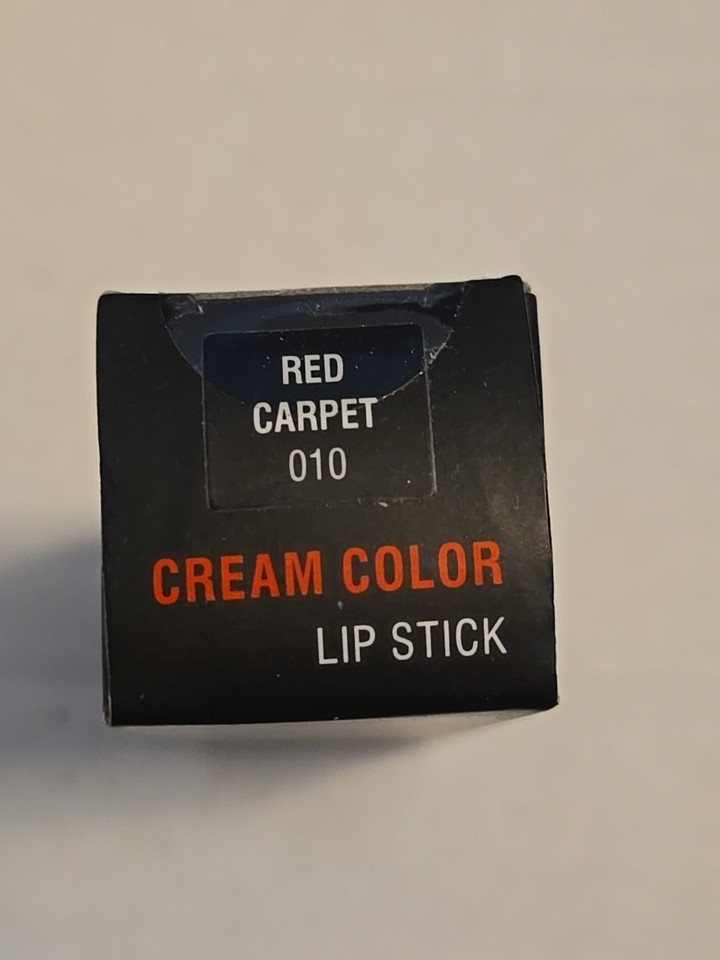 RED
CARPET
010
CREAM COLOR
LIP STICK